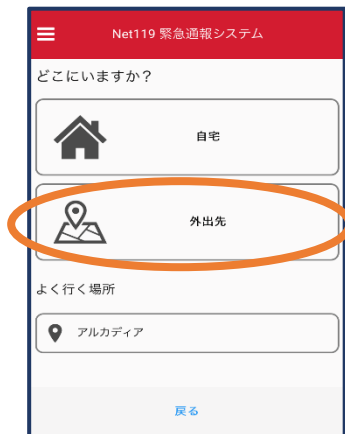 Net119 緊急通報システム
どこにいますか？
自宅
外出先
よく行く場所
アルカディア
戻る